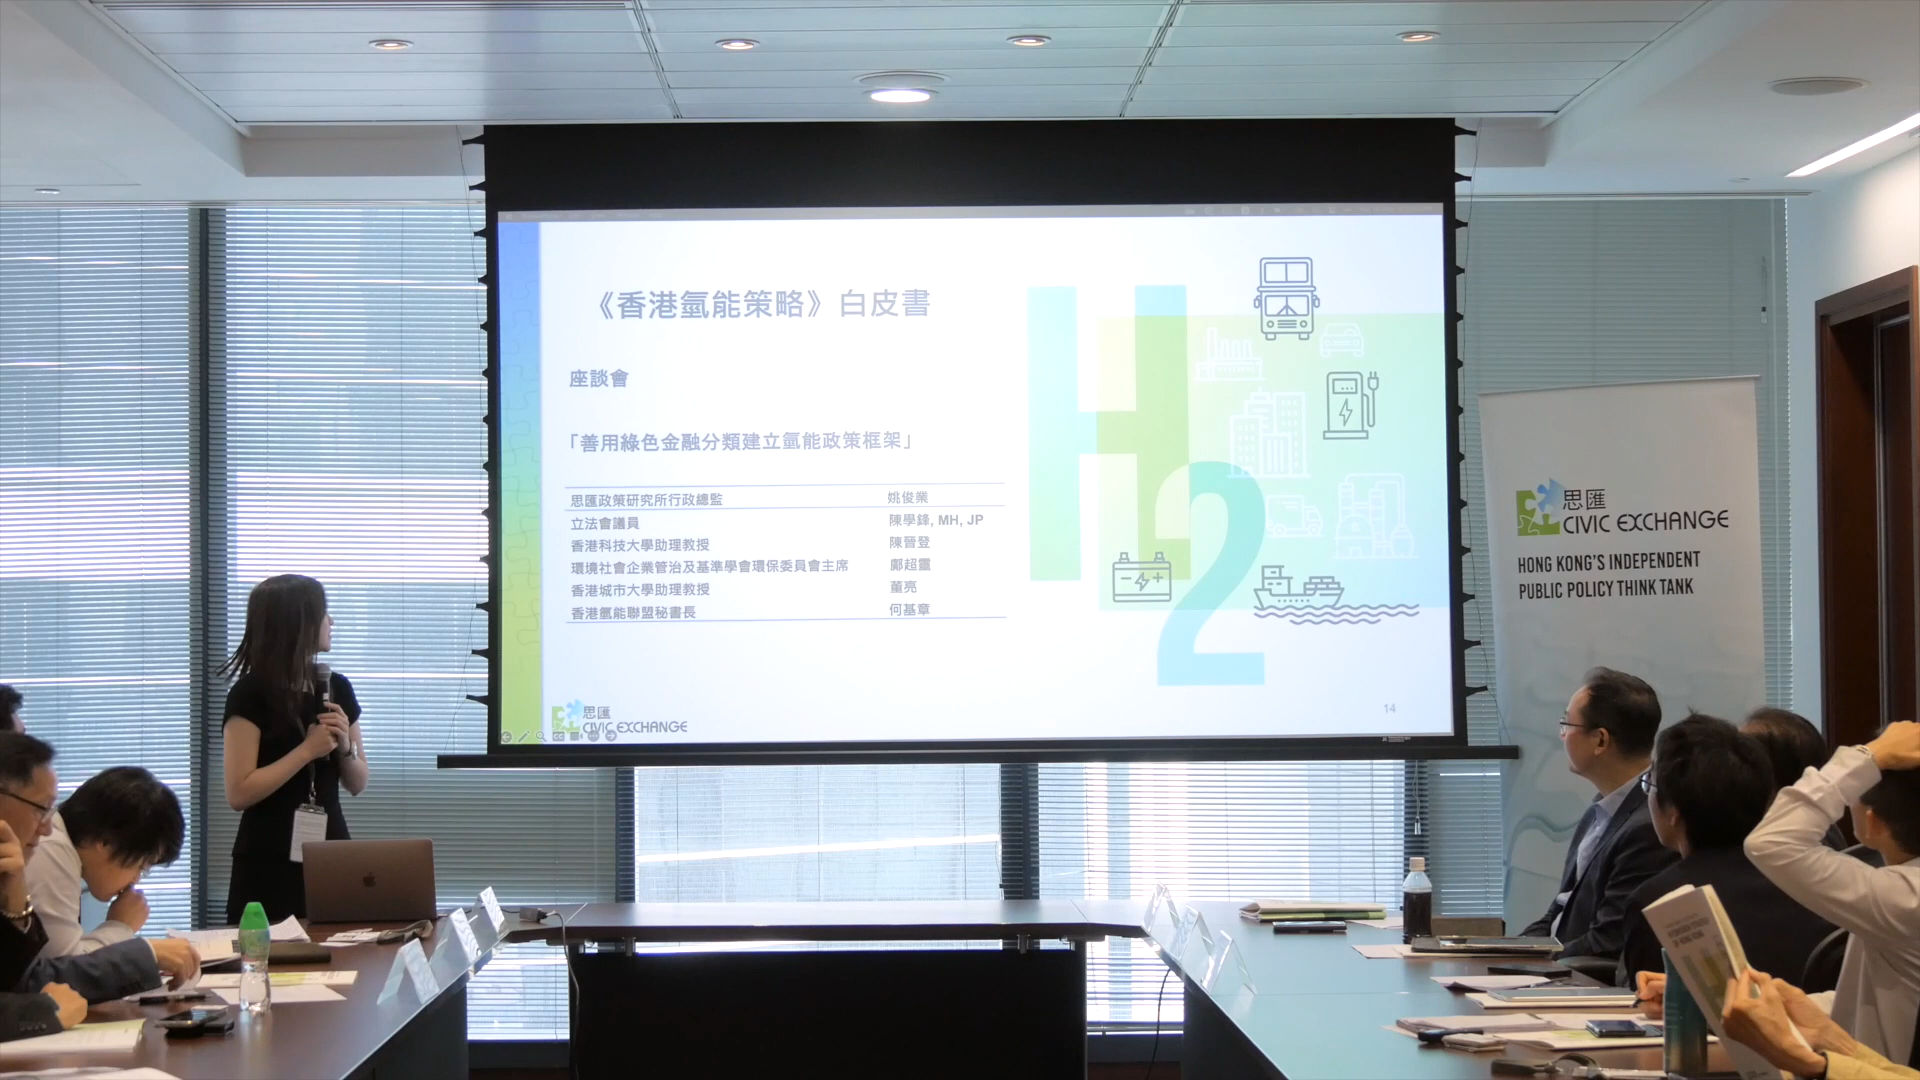 《香港氫能策略》白皮書
座談會
「善用綠色金融分類建立氫能政策框架」
思匯政策研究所行政總監 姚俊業
立法會議員 陳學鋒, MH, JP
香港科技大學助理教授 陳晉登
環境社會企業管治及基準學會環保委員會主席 鄺超靈
香港城市大學助理教授 董亮
香港氫能聯盟秘書長 何基章
H2
思匯
CIVIC EXCHANGE
14
思匯
CIVIC EXCHANGE
HONG KONG'S INDEPENDENT
PUBLIC POLICY THINK TANK